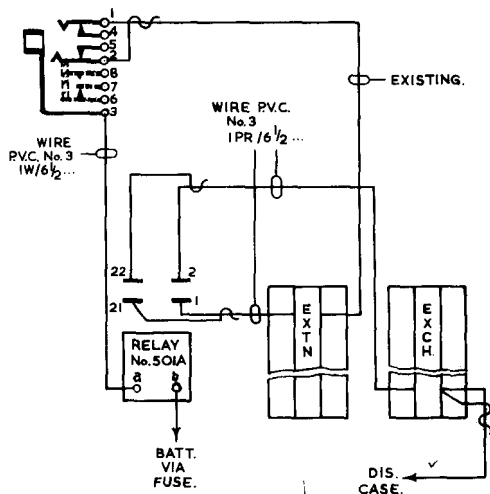 1
4
5
2
8
7
6
3
EXISTING.
WIRE P.V.C.
No. 3
1PR/6½ ...
WIRE
P.V.C. No. 3
1W/6½ ...
22
2
21
1
EXTN
EXCH.
RELAY
No. 501A
a
b
BATT.
VIA
FUSE.
DIS.
CASE.